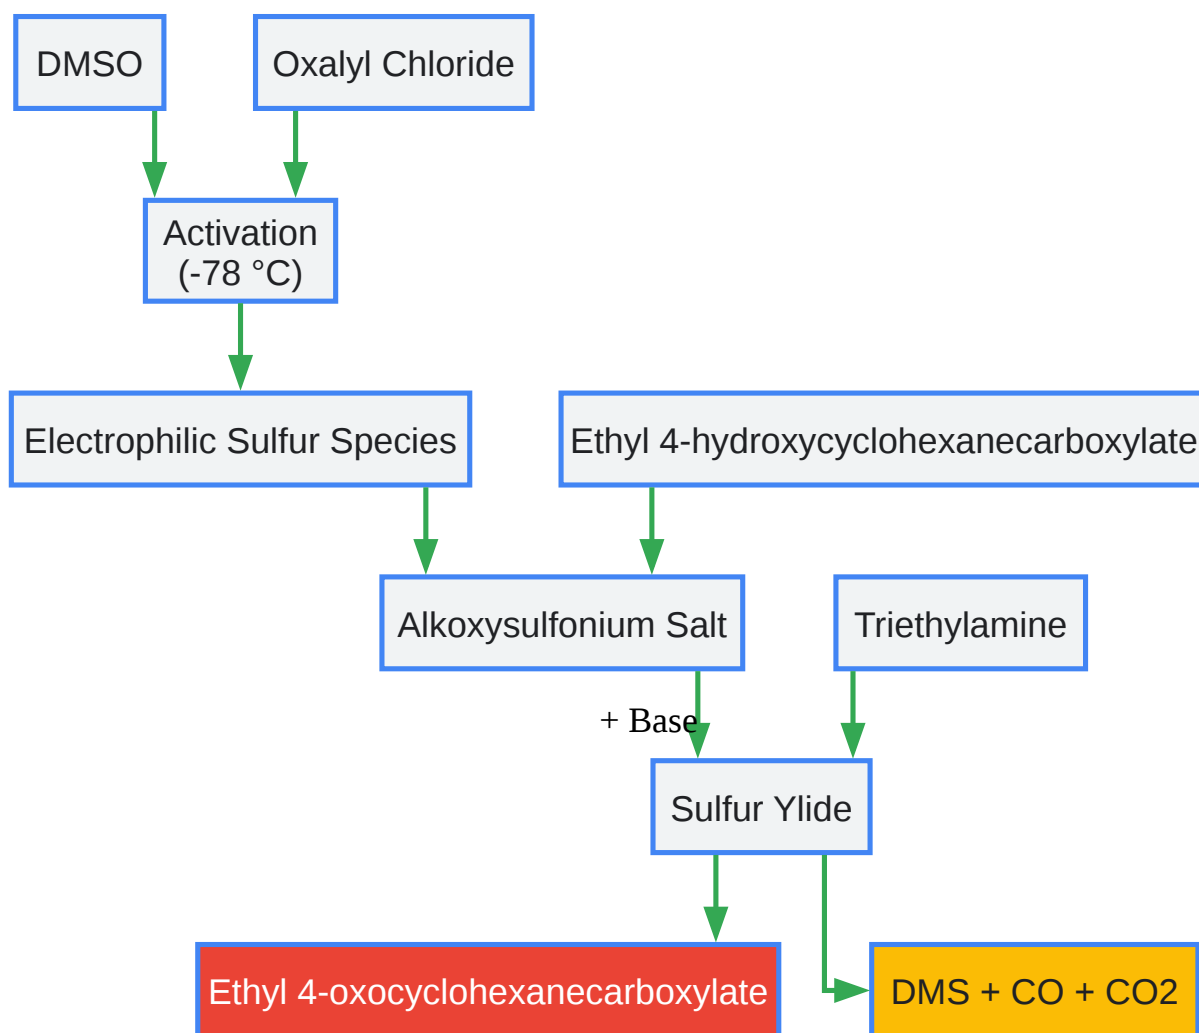 DMSO
Oxalyl Chloride
Activation
(-78 °C)
Electrophilic Sulfur Species
Ethyl 4-hydroxycyclohexanecarboxylate
Alkoxysulfonium Salt
Triethylamine
+ Base
Sulfur Ylide
Ethyl 4-oxocyclohexanecarboxylate
DMS + CO + CO2